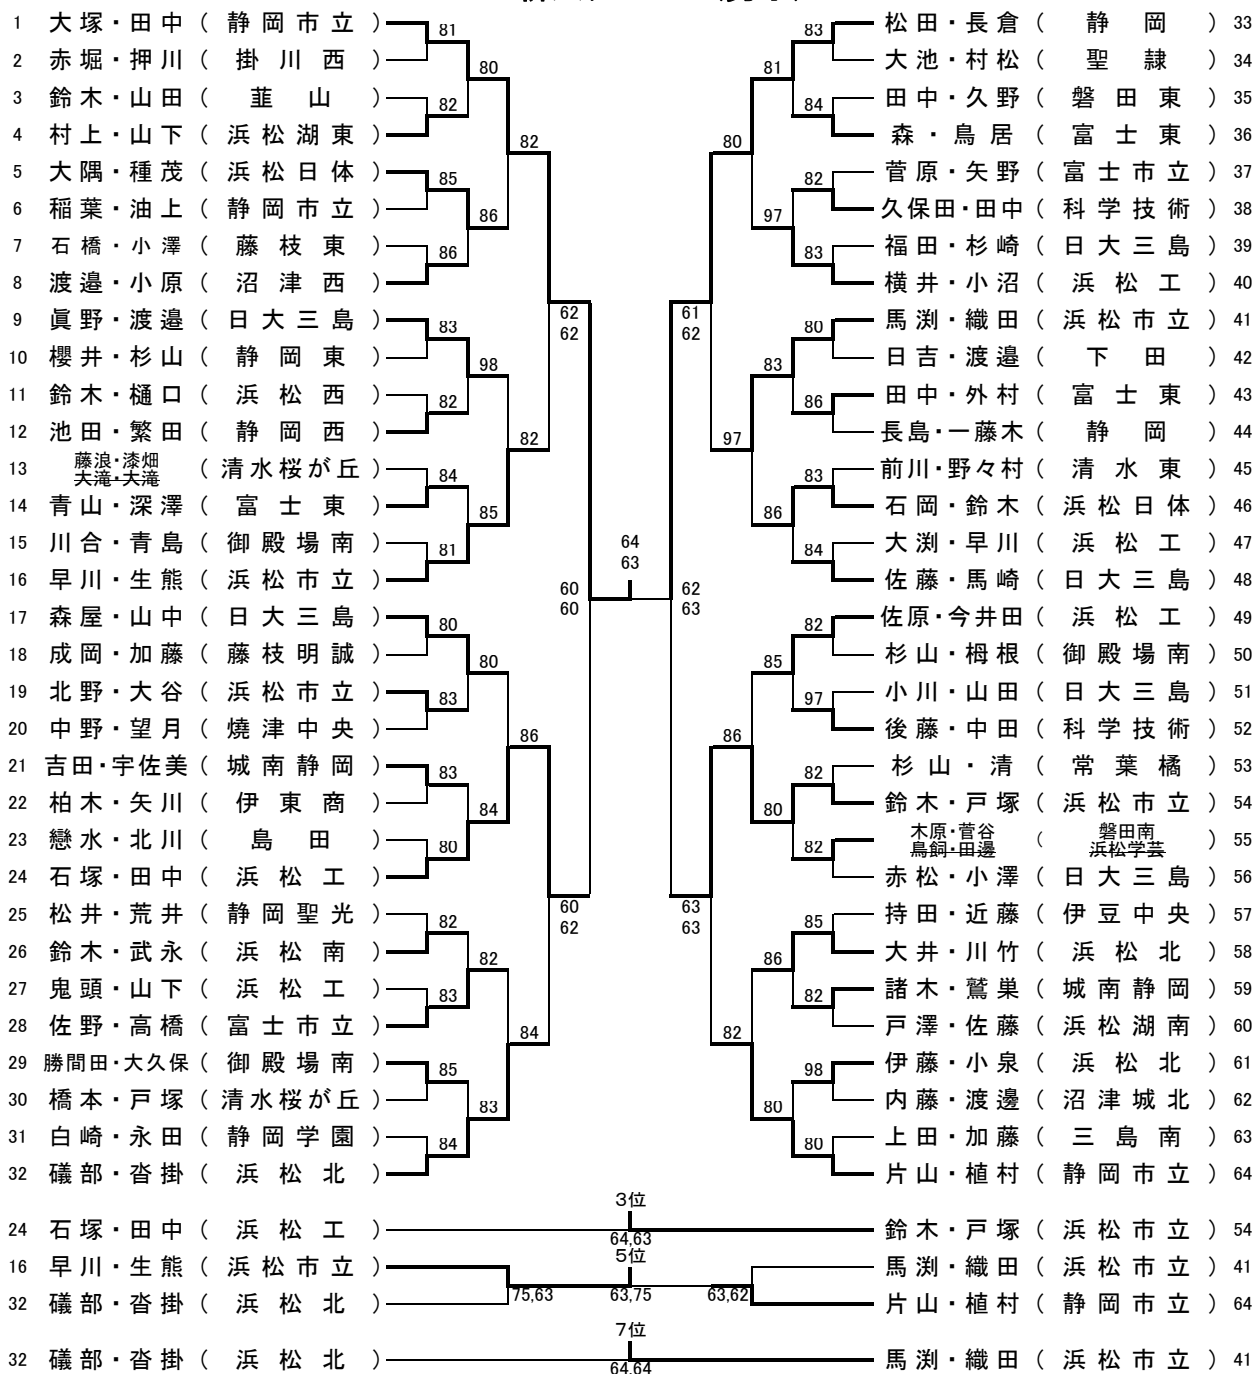 1 大塚・田中 ( 静岡市立 ) 81 83 松田・長倉 ( 静岡 ) 33
2 赤堀・押川 ( 掛川西 ) 80 81 大池・村松 ( 聖隷 ) 34
3 鈴木・山田 ( 韮山 ) 82 84 田中・久野 ( 磐田東 ) 35
4 村上・山下 ( 浜松湖東 ) 82 80 森・鳥居 ( 富士東 ) 36
5 大隅・種茂 ( 浜松日体 ) 85 82 菅原・矢野 ( 富士市立 ) 37
6 稲葉・油上 ( 静岡市立 ) 86 97 久保田・田中 ( 科学技術 ) 38
7 石橋・小澤 ( 藤枝東 ) 86 83 福田・杉崎 ( 日大三島 ) 39
8 渡邉・小原 ( 沼津西 ) 横井・小沼 ( 浜松工 ) 40
62 61
9 眞野・渡邉 ( 日大三島 ) 83 62 62 80 馬渕・織田 ( 浜松市立 ) 41
10 櫻井・杉山 ( 静岡東 ) 98 83 日吉・渡邉 ( 下田 ) 42
11 鈴木・樋口 ( 浜松西 ) 82 86 田中・外村 ( 富士東 ) 43
12 池田・繁田 ( 静岡西 ) 82 97 長島・一藤木 ( 静岡 ) 44
13 藤浪・漆畑 ( 清水桜が丘 ) 84 83 前川・野々村 ( 清水東 ) 45
大滝・大滝
14 青山・深澤 ( 富士東 ) 85 86 石岡・鈴木 ( 浜松日体 ) 46
15 川合・青島 ( 御殿場南 ) 81 64 84 大渕・早川 ( 浜松工 ) 47
63
16 早川・生熊 ( 浜松市立 ) 60 62 佐藤・馬崎 ( 日大三島 ) 48
60 63
17 森屋・山中 ( 日大三島 ) 80 82 佐原・今井田 ( 浜松工 ) 49
18 成岡・加藤 ( 藤枝明誠 ) 80 85 杉山・栂根 ( 御殿場南 ) 50
19 北野・大谷 ( 浜松市立 ) 83 97 小川・山田 ( 日大三島 ) 51
20 中野・望月 ( 焼津中央 ) 86 86 後藤・中田 ( 科学技術 ) 52
21 吉田・宇佐美 ( 城南静岡 ) 83 82 杉山・清 ( 常葉橘 ) 53
22 柏木・矢川 ( 伊東商 ) 84 80 鈴木・戸塚 ( 浜松市立 ) 54
23 戀水・北川 ( 島田 ) 80 82 木原・菅谷 ( 磐田南 ) 55
鳥飼・田邊 浜松学芸
24 石塚・田中 ( 浜松工 ) 赤松・小澤 ( 日大三島 ) 56
60 63
25 松井・荒井 ( 静岡聖光 ) 82 62 63 85 持田・近藤 ( 伊豆中央 ) 57
26 鈴木・武永 ( 浜松南 ) 82 86 大井・川竹 ( 浜松北 ) 58
27 鬼頭・山下 ( 浜松工 ) 83 82 諸木・鷲巣 ( 城南静岡 ) 59
28 佐野・高橋 ( 富士市立 ) 84 82 戸澤・佐藤 ( 浜松湖南 ) 60
29 勝間田・大久保 ( 御殿場南 ) 85 98 伊藤・小泉 ( 浜松北 ) 61
30 橋本・戸塚 ( 清水桜が丘 ) 83 80 内藤・渡邊 ( 沼津城北 ) 62
31 白崎・永田 ( 静岡学園 ) 84 80 上田・加藤 ( 三島南 ) 63
32 礒部・沓掛 ( 浜松北 ) 片山・植村 ( 静岡市立 ) 64
3位
24 石塚・田中 ( 浜松工 ) 64,63 鈴木・戸塚 ( 浜松市立 ) 54
5位
16 早川・生熊 ( 浜松市立 ) 馬渕・織田 ( 浜松市立 ) 41
75,63 63,75 63,62
32 礒部・沓掛 ( 浜松北 ) 片山・植村 ( 静岡市立 ) 64
7位
32 礒部・沓掛 ( 浜松北 ) 64,64 馬渕・織田 ( 浜松市立 ) 41